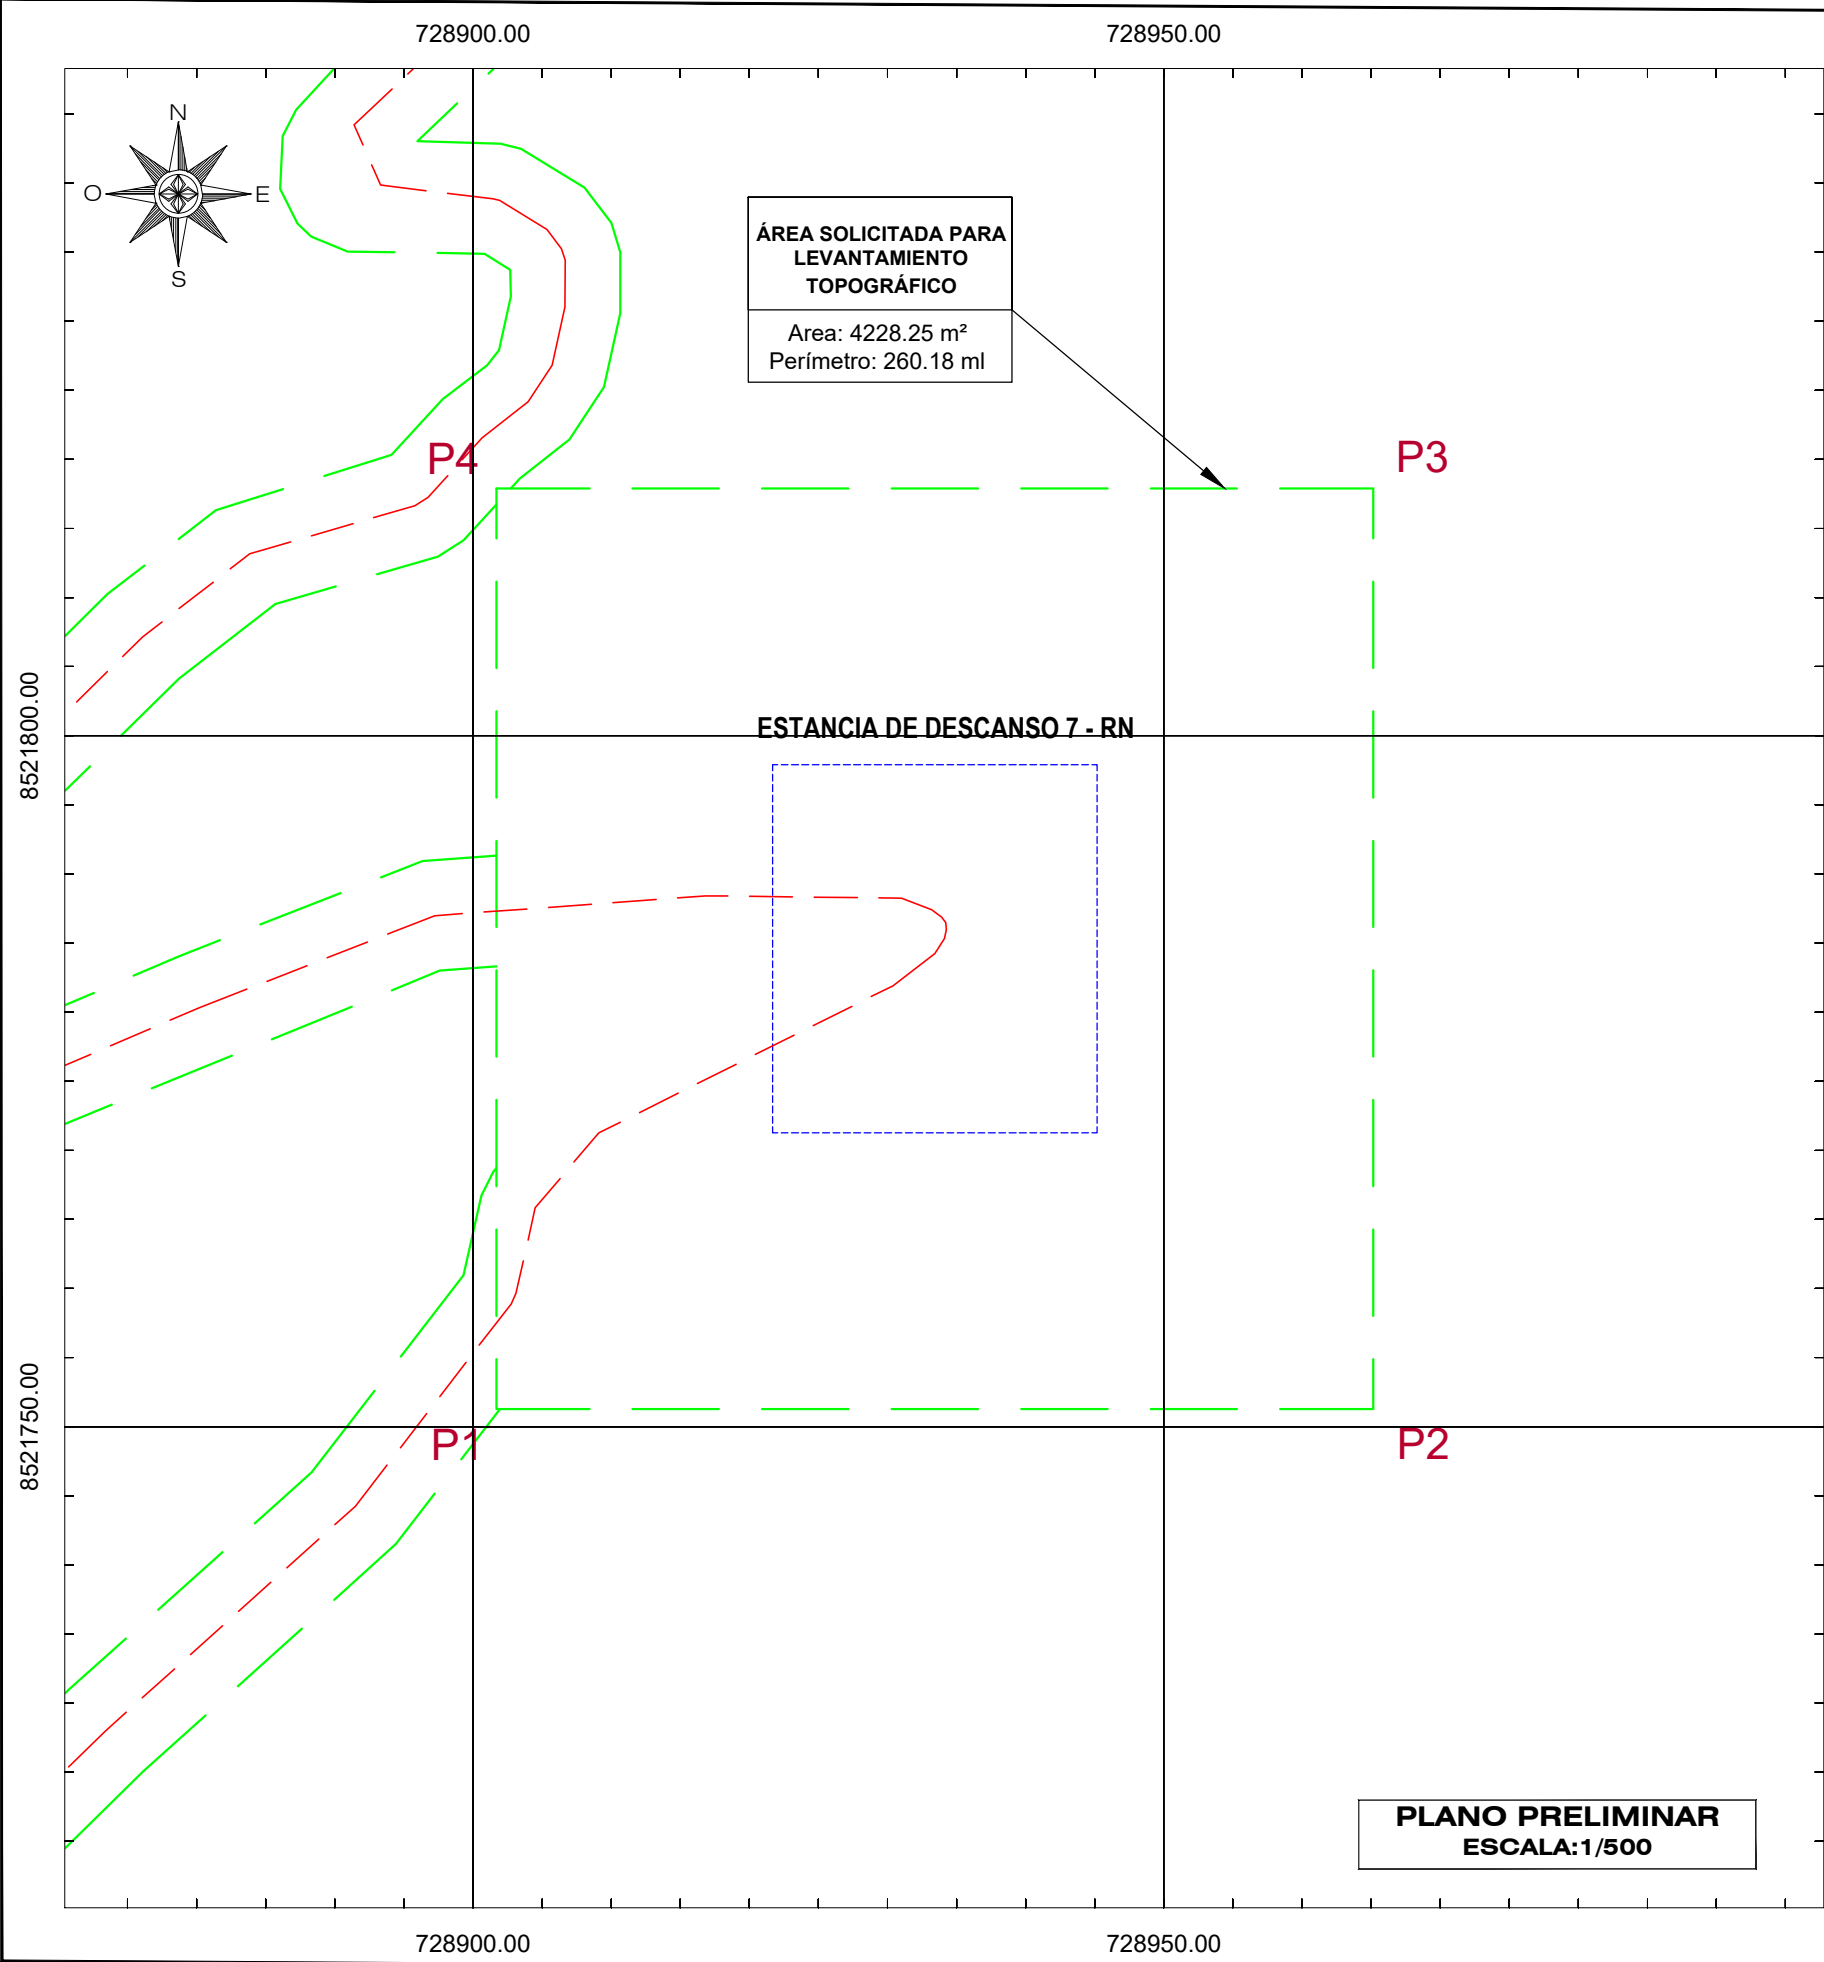 728900.00
728950.00
N
O
E
S
ÁREA SOLICITADA PARA
LEVANTAMIENTO
TOPOGRÁFICO
Area: 4228.25 m²
Perímetro: 260.18 ml
P4
P3
8521800.00
ESTANCIA DE DESCANSO 7 - RN
8521750.00
P1
P2
PLANO PRELIMINAR
ESCALA:1/500
728900.00
728950.00